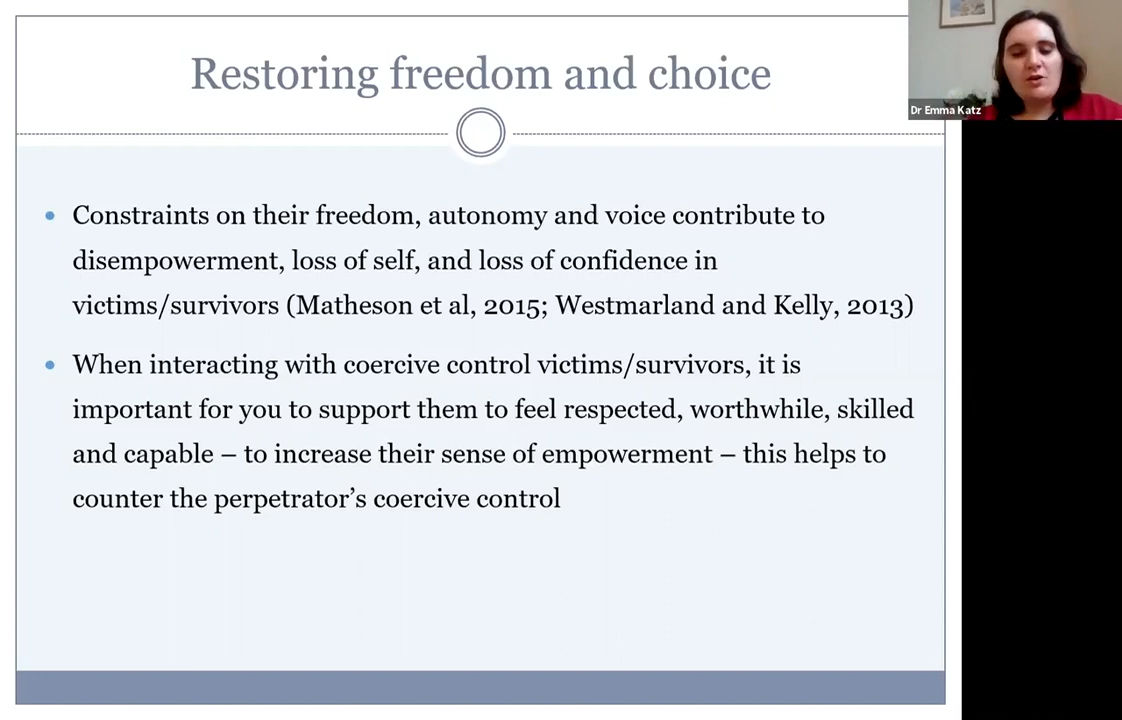 Restoring freedom and choice
Dr Emma Katz
• Constraints on their freedom, autonomy and voice contribute to
disempowerment, loss of self, and loss of confidence in
victims/survivors (Matheson et al, 2015; Westmarland and Kelly, 2013)
• When interacting with coercive control victims/survivors, it is
important for you to support them to feel respected, worthwhile, skilled
and capable – to increase their sense of empowerment – this helps to
counter the perpetrator’s coercive control